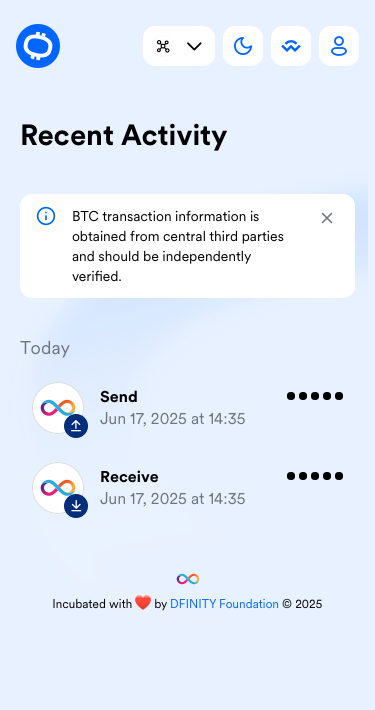 Recent Activity
BTC transaction information is
obtained from central third parties
and should be independently
verified.
Today
Send
Jun 17, 2025 at 14:35
Receive
Jun 17, 2025 at 14:35
Incubated with ❤️ by DFINITY Foundation © 2025